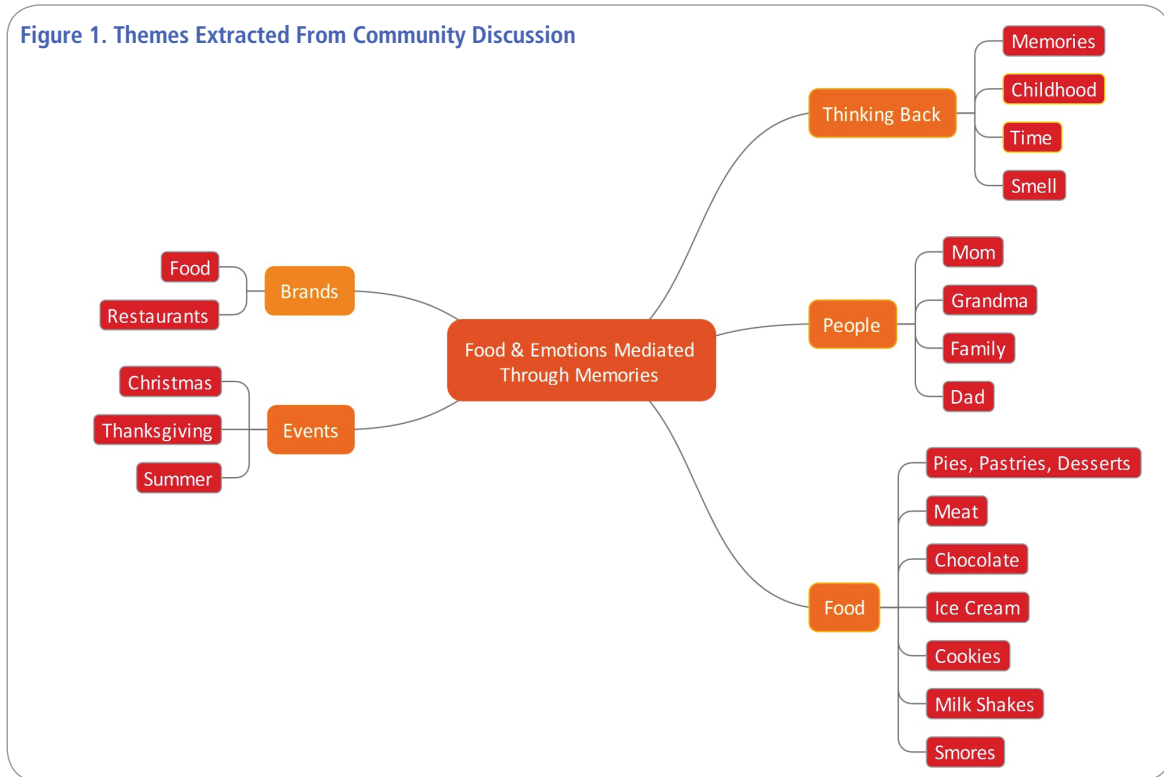 Figure 1. Themes Extracted From Community Discussion
Food & Emotions Mediated
Through Memories
Brands
Food
Restaurants
Events
Christmas
Thanksgiving
Summer
Thinking Back
Memories
Childhood
Time
Smell
People
Mom
Grandma
Family
Dad
Food
Pies, Pastries, Desserts
Meat
Chocolate
Ice Cream
Cookies
Milk Shakes
Smores